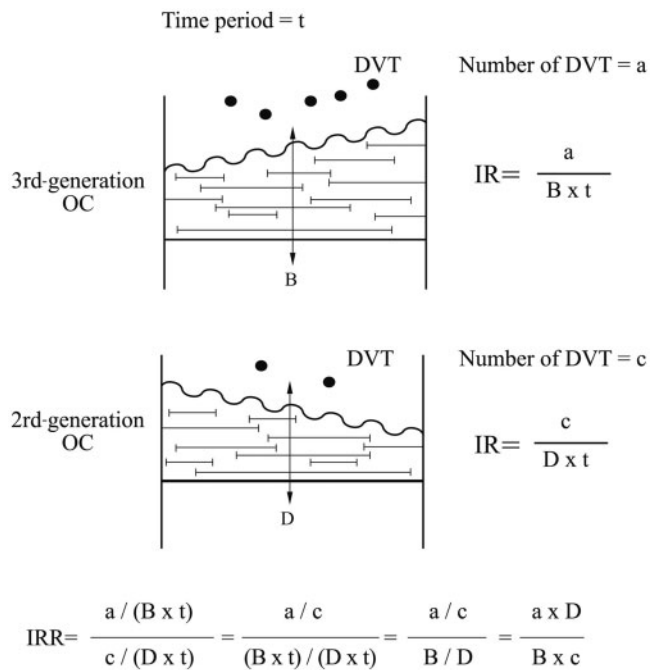 Time period = t
DVT
Number of DVT = a
3rd-generation
OC
IR= a / B x t
B
DVT
Number of DVT = c
2rd-generation
OC
IR= c / D x t
D
IRR= a / (B x t) / c / (D x t) = a / c / (B x t) / (D x t) = a / c / B / D = a x D / B x c